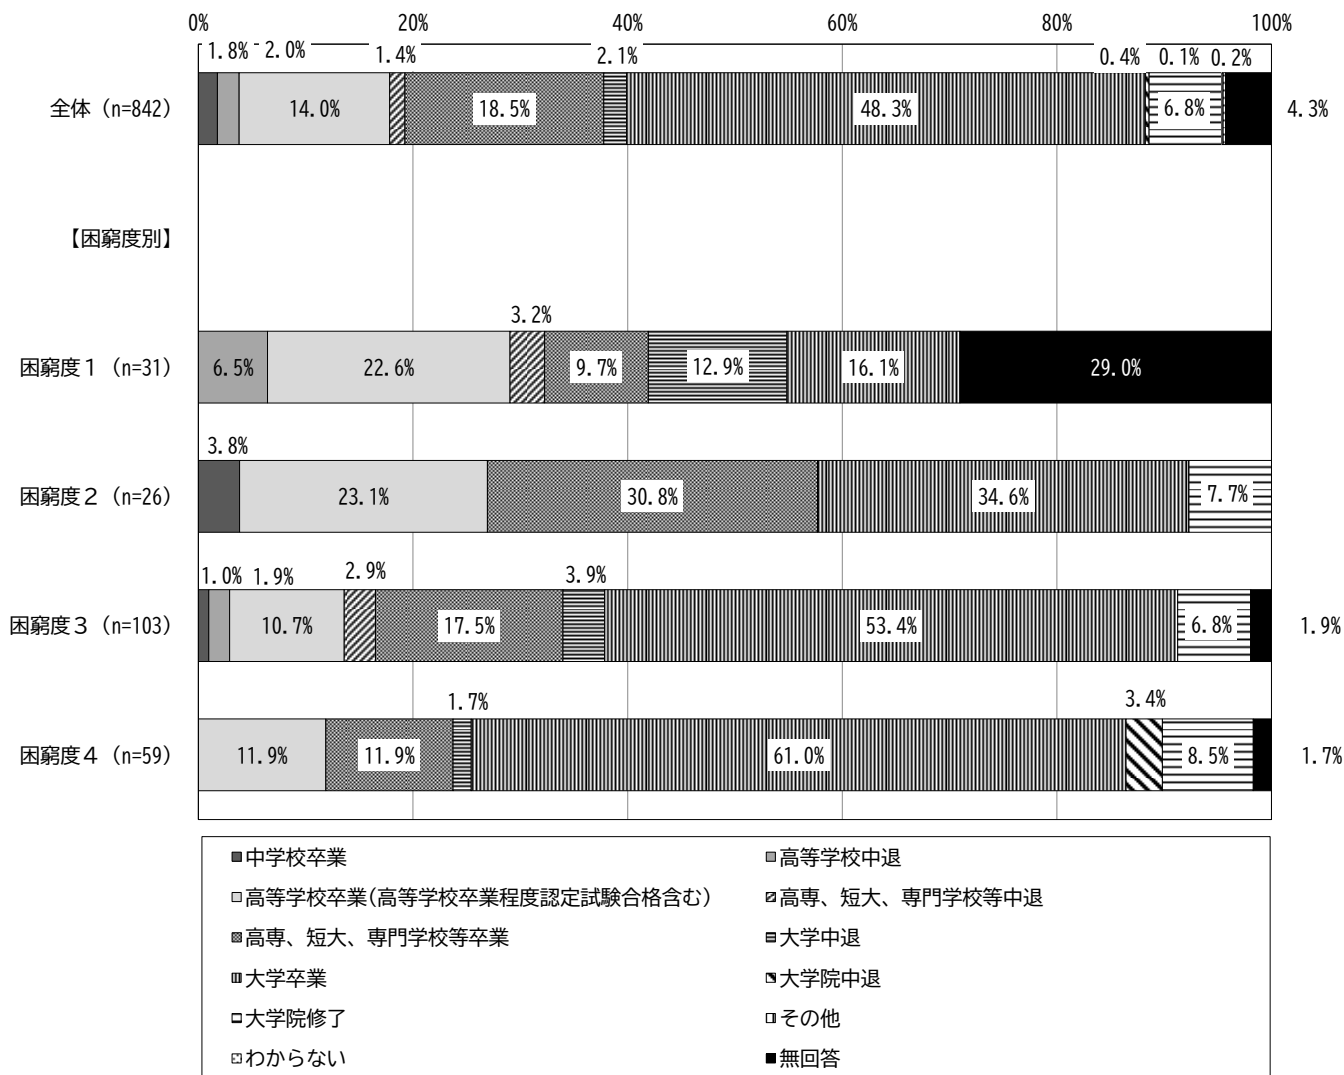 0% 20% 40% 60% 80% 100%
1.8% 2.0% 1.4% 2.1% 0.4% 0.1% 0.2%
全体（n=842） 14.0% 18.5% 48.3% 6.8% 4.3%
【困窮度別】
3.2%
困窮度１（n=31） 6.5% 22.6% 9.7% 12.9% 16.1% 29.0%
3.8%
困窮度２（n=26） 23.1% 30.8% 34.6% 7.7%
1.0% 1.9% 2.9% 3.9%
困窮度３（n=103） 10.7% 17.5% 53.4% 6.8% 1.9%
1.7% 3.4%
困窮度４（n=59） 11.9% 11.9% 61.0% 8.5% 1.7%
中学校卒業 高等学校中退
高等学校卒業（高等学校卒業程度認定試験合格含む） 高専、短大、専門学校等中退
高専、短大、専門学校等卒業 大学中退
大学卒業 大学院中退
大学院修了 その他
わからない 無回答